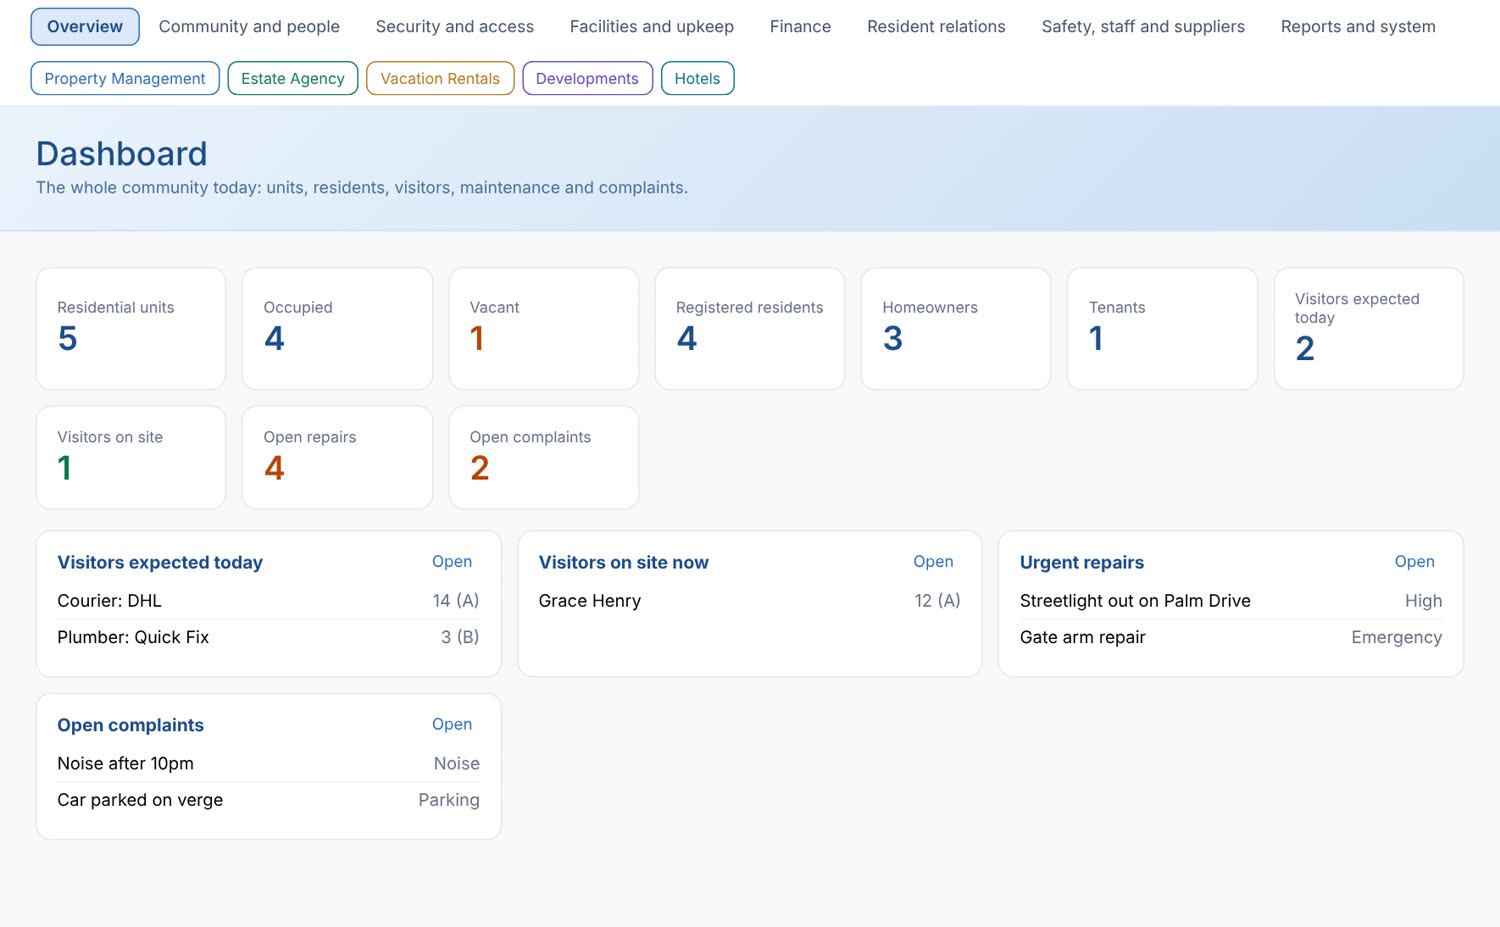 Overview Community and people Security and access Facilities and upkeep Finance Resident relations Safety, staff and suppliers Reports and system
Property Management Estate Agency Vacation Rentals Developments Hotels
Dashboard
The whole community today: units, residents, visitors, maintenance and complaints.
Residential units
5
Occupied
4
Vacant
1
Registered residents
4
Homeowners
3
Tenants
1
Visitors expected
today
2
Visitors on site
1
Open repairs
4
Open complaints
2
Visitors expected today Open
Courier: DHL 14 (A)
Plumber: Quick Fix 3 (B)
Visitors on site now Open
Grace Henry 12 (A)
Urgent repairs Open
Streetlight out on Palm Drive High
Gate arm repair Emergency
Open complaints Open
Noise after 10pm Noise
Car parked on verge Parking